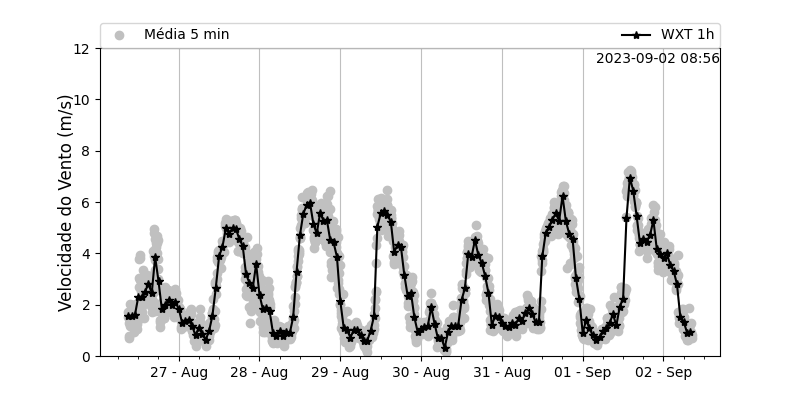 Média 5 min
WXT 1h
2023-09-02 08:56
Velocidade do Vento (m/s)
12
10
8
6
4
2
0
27 - Aug 28 - Aug 29 - Aug 30 - Aug 31 - Aug 01 - Sep 02 - Sep